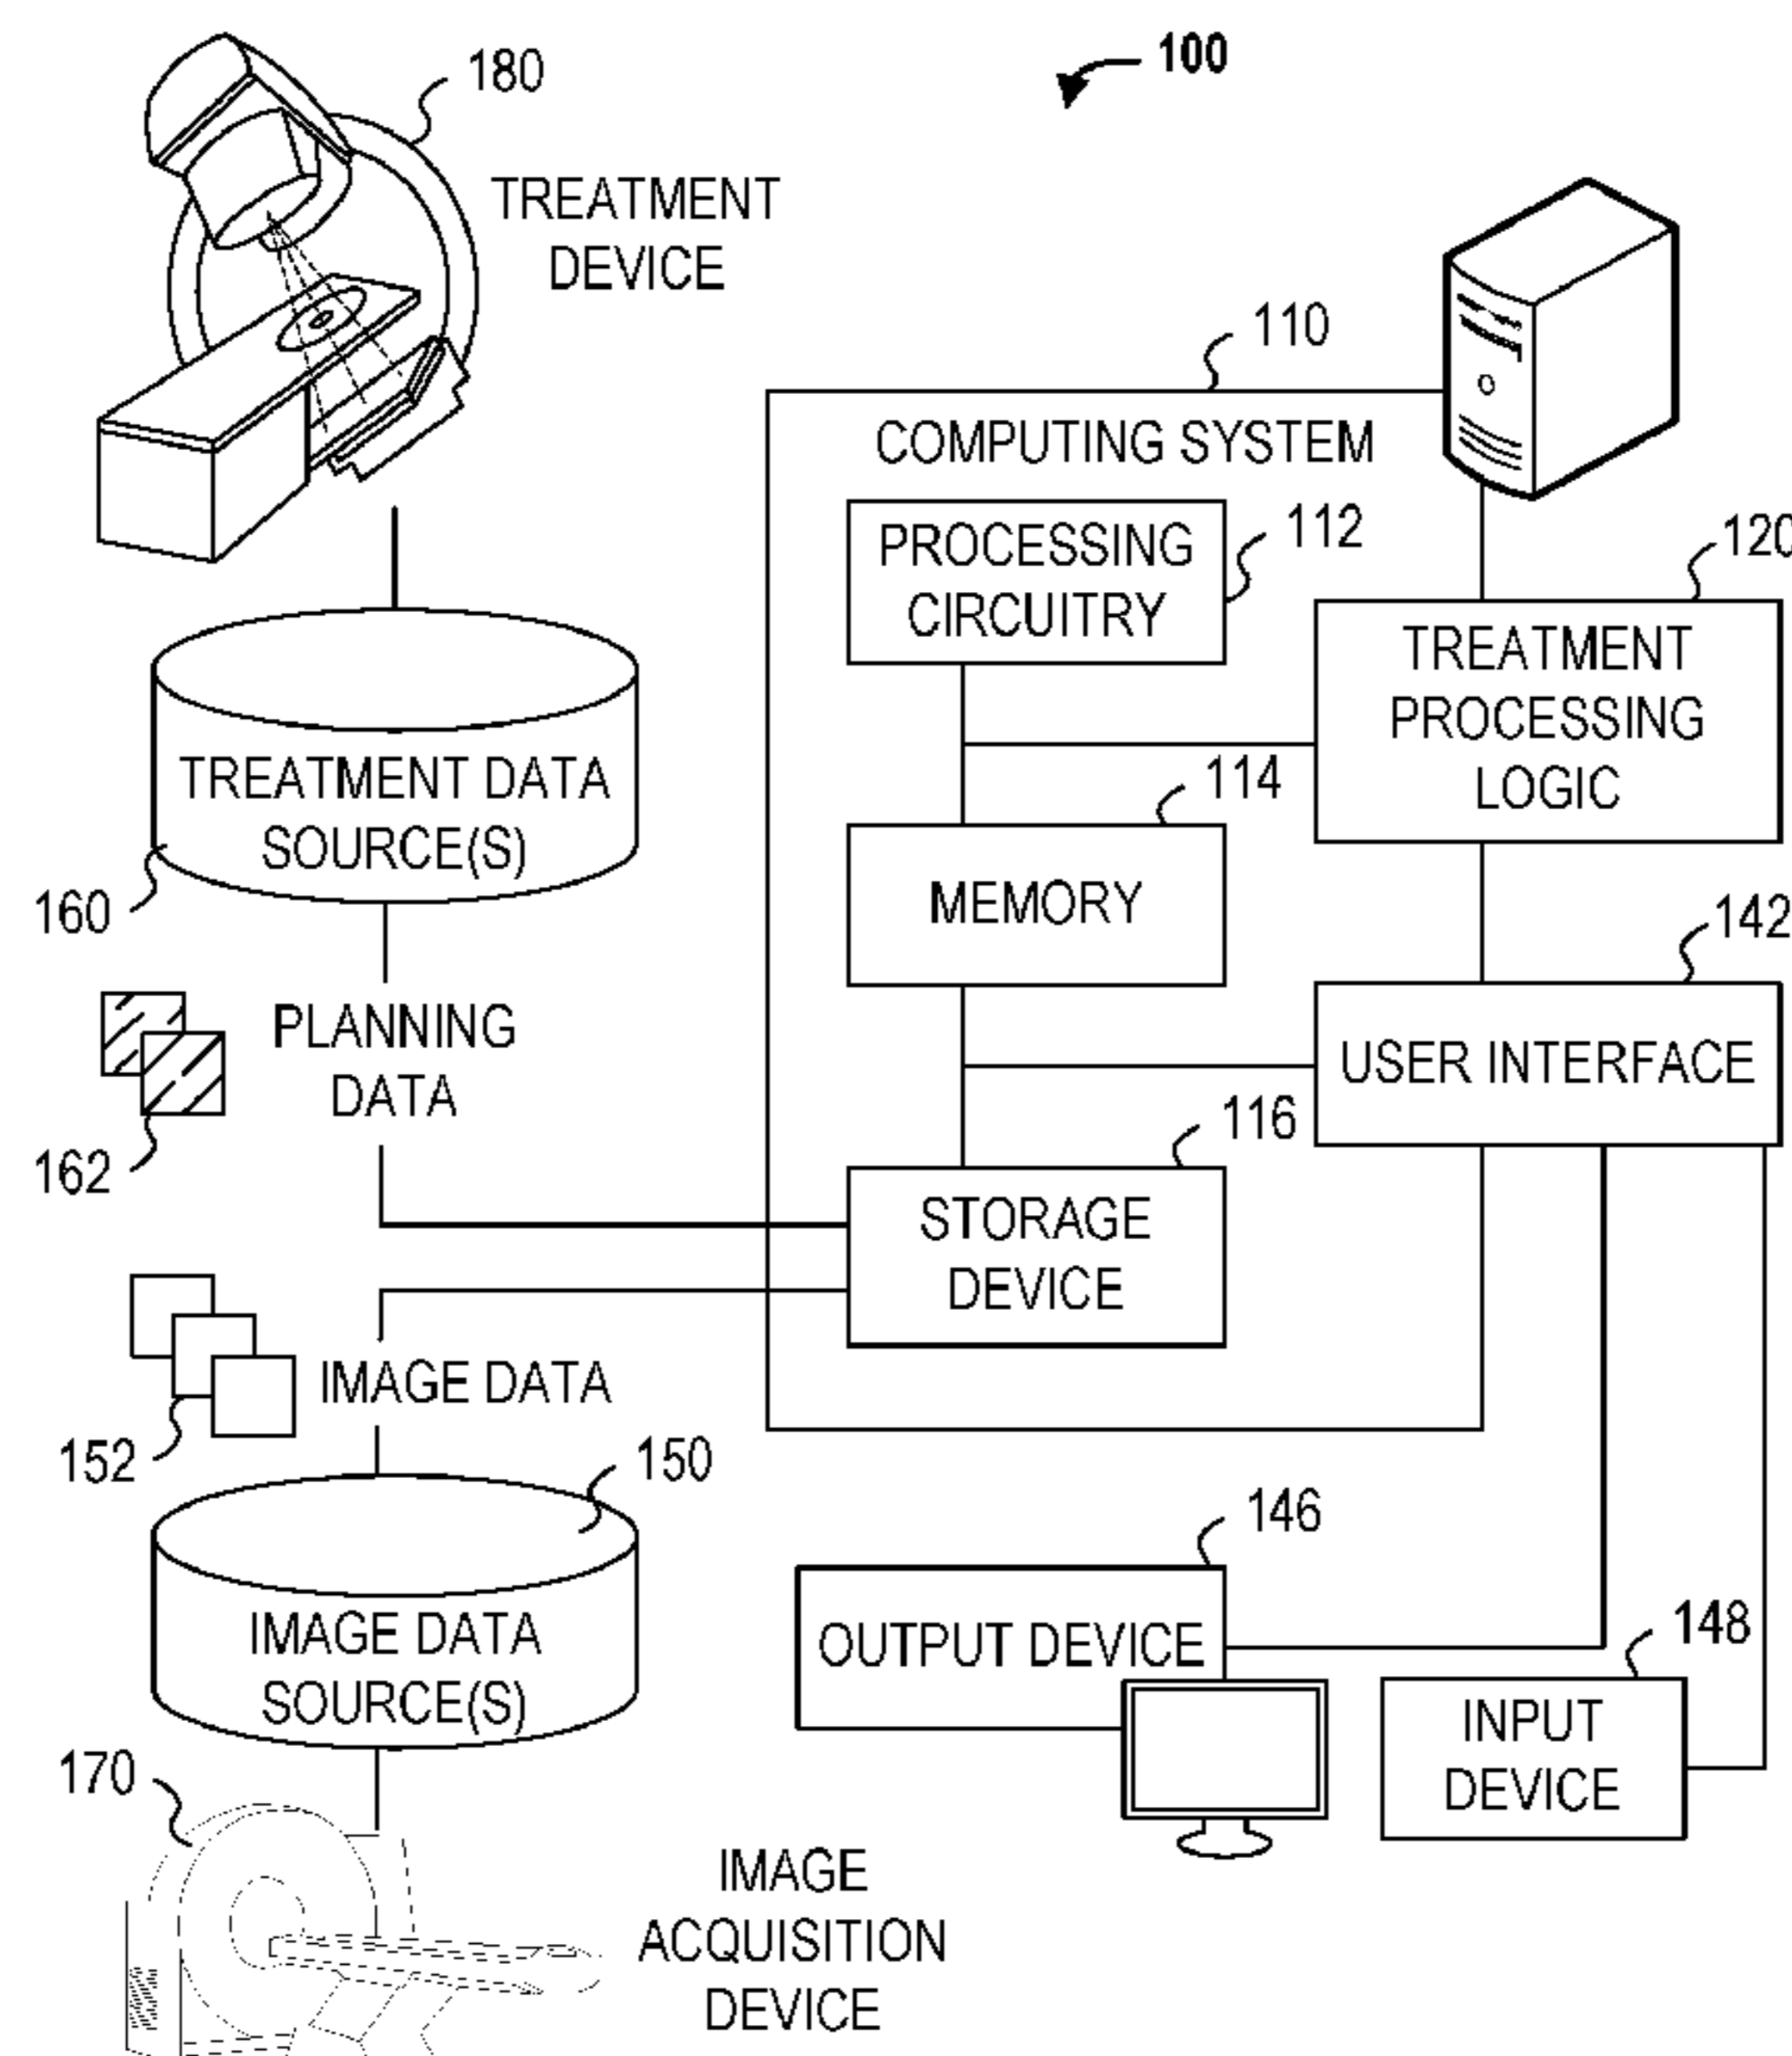 180
100
TREATMENT
DEVICE
110
COMPUTING SYSTEM
PROCESSING
CIRCUITRY
112
120
TREATMENT
PROCESSING
LOGIC
TREATMENT DATA
SOURCE(S)
160
114
MEMORY
142
PLANNING
DATA
162
USER INTERFACE
116
STORAGE
DEVICE
IMAGE DATA
152
150
IMAGE DATA
SOURCE(S)
146
OUTPUT DEVICE
148
INPUT
DEVICE
170
IMAGE
ACQUISITION
DEVICE